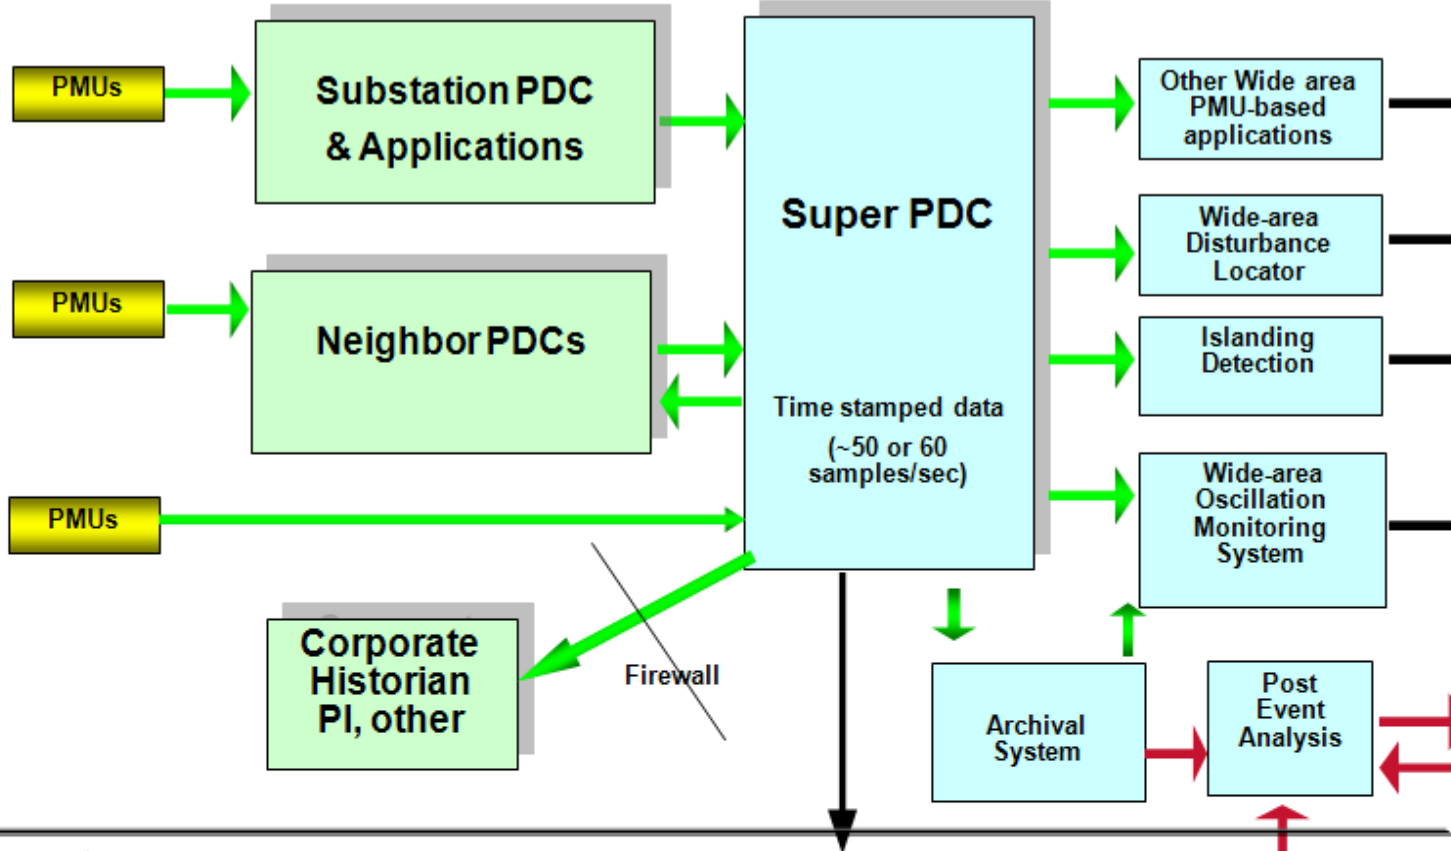 PMUs
Substation PDC
& Applications
PMUs
Neighbor PDCs
PMUs
Super PDC
Time stamped data
(~50 or 60
samples/sec)
Corporate
Historian
PI, other
Firewall
Other Wide area
PMU-based
applications
Wide-area
Disturbance
Locator
Islanding
Detection
Wide-area
Oscillation
Monitoring
System
Archival
System
Post
Event
Analysis